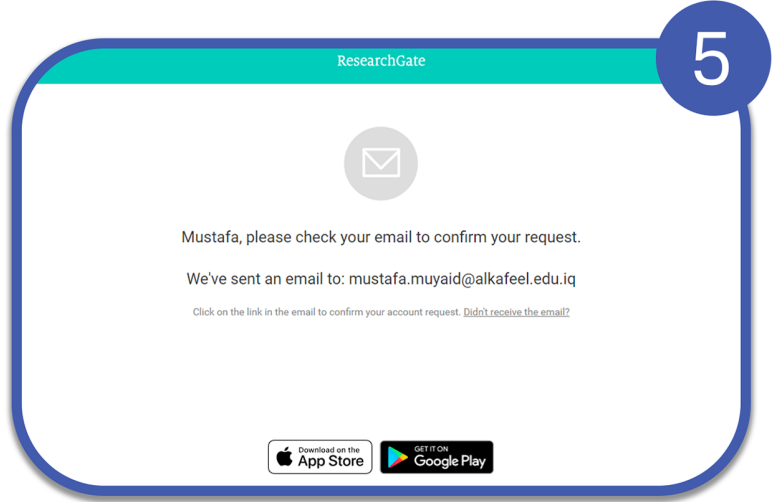 ResearchGate
5
Mustafa, please check your email to confirm your request.
We've sent an email to: mustafa.muyaid@alkafeel.edu.iq
Click on the link in the email to confirm your account request. Didn't receive the email?
Download on the
App Store
GET IT ON
Google Play